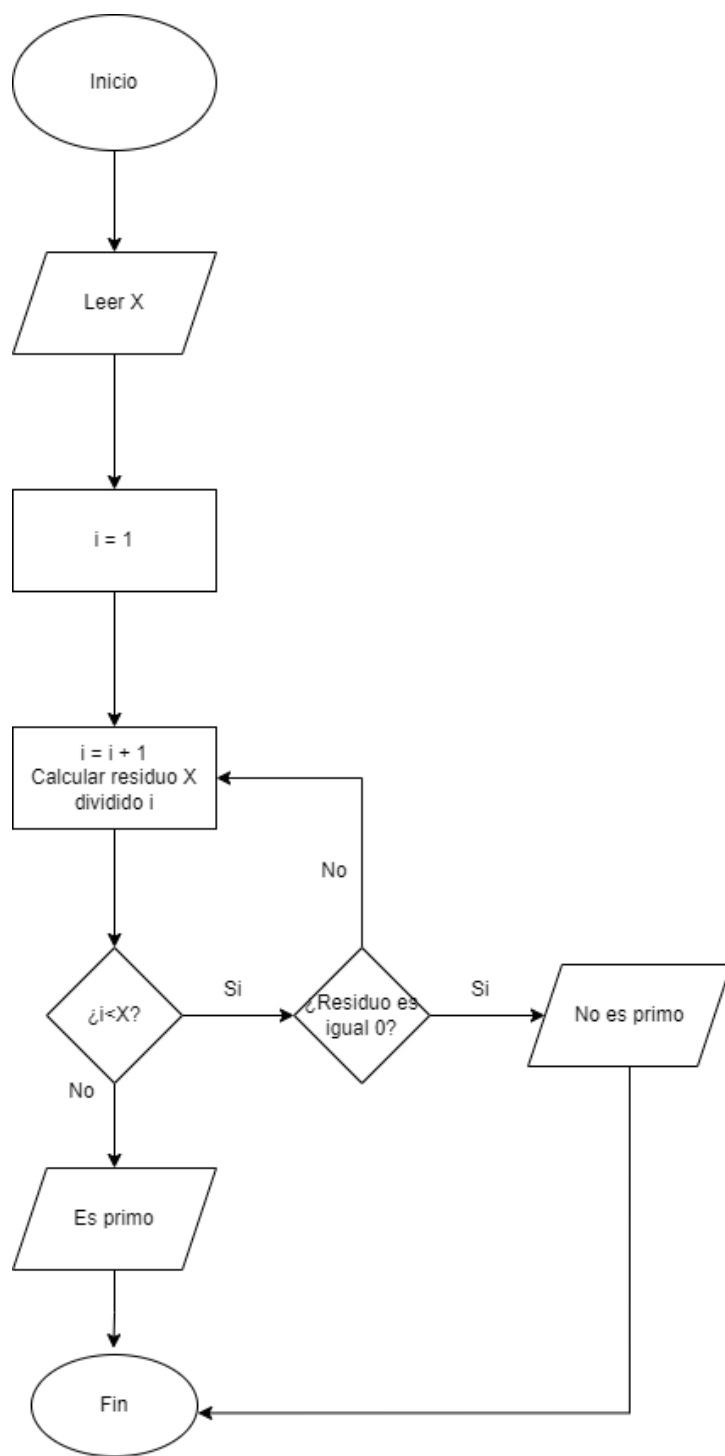 Inicio
Leer X
i = 1
i = i + 1
Calcular residuo X
dividido i
No
¿i<X?
Si
¿Residuo es
igual 0?
Si
No es primo
No
Es primo
Fin